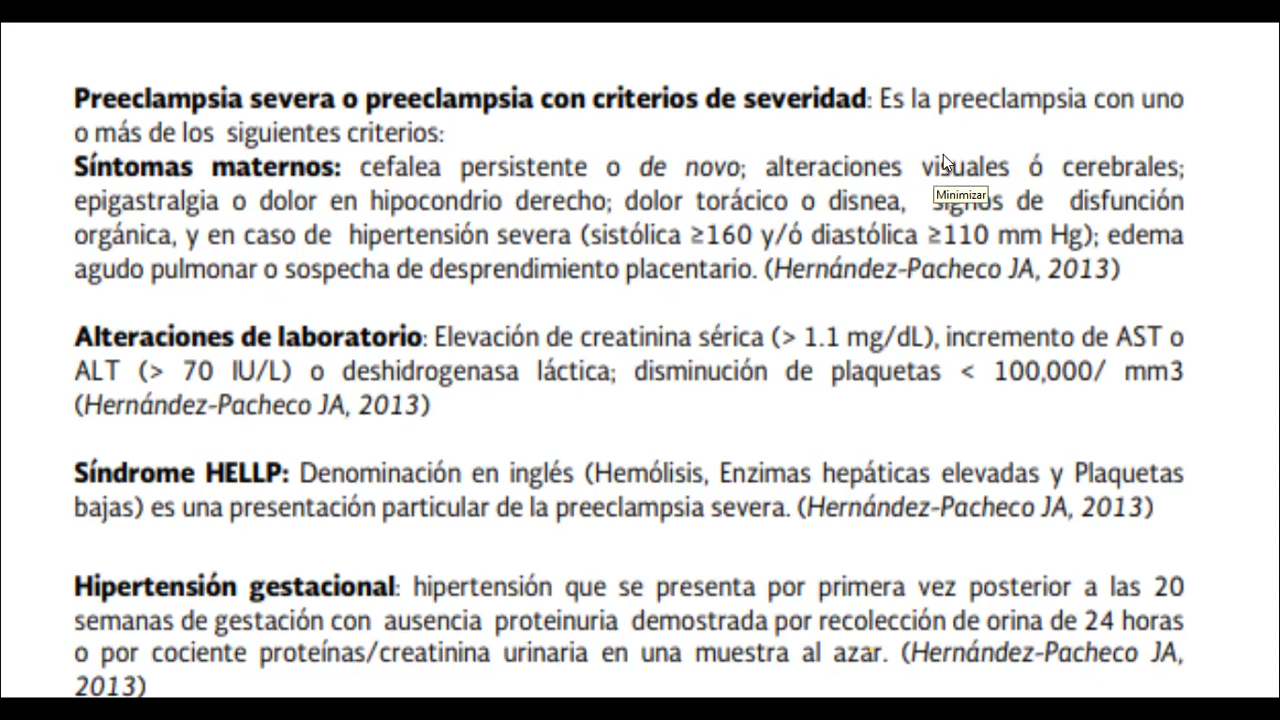 Preeclampsia severa o preeclampsia con criterios de severidad: Es la preeclampsia con uno
o más de los siguientes criterios:
Síntomas maternos: cefalea persistente o de novo; alteraciones visuales ó cerebrales;
epigastralgia o dolor en hipocondrio derecho; dolor torácico o disnea, signos de disfunción
Minimizar
orgánica, y en caso de hipertensión severa (sistólica ≥160 y/ó diastólica ≥110 mm Hg); edema
agudo pulmonar o sospecha de desprendimiento placentario. (Hernández-Pacheco JA, 2013)
Alteraciones de laboratorio: Elevación de creatinina sérica (> 1.1 mg/dL), incremento de AST o
ALT (> 70 IU/L) o deshidrogenasa láctica; disminución de plaquetas < 100,000/ mm3
(Hernández-Pacheco JA, 2013)
Síndrome HELLP: Denominación en inglés (Hemólisis, Enzimas hepáticas elevadas y Plaquetas
bajas) es una presentación particular de la preeclampsia severa. (Hernández-Pacheco JA, 2013)
Hipertensión gestacional: hipertensión que se presenta por primera vez posterior a las 20
semanas de gestación con ausencia proteinuria demostrada por recolección de orina de 24 horas
o por cociente proteínas/creatinina urinaria en una muestra al azar. (Hernández-Pacheco JA,
2013)